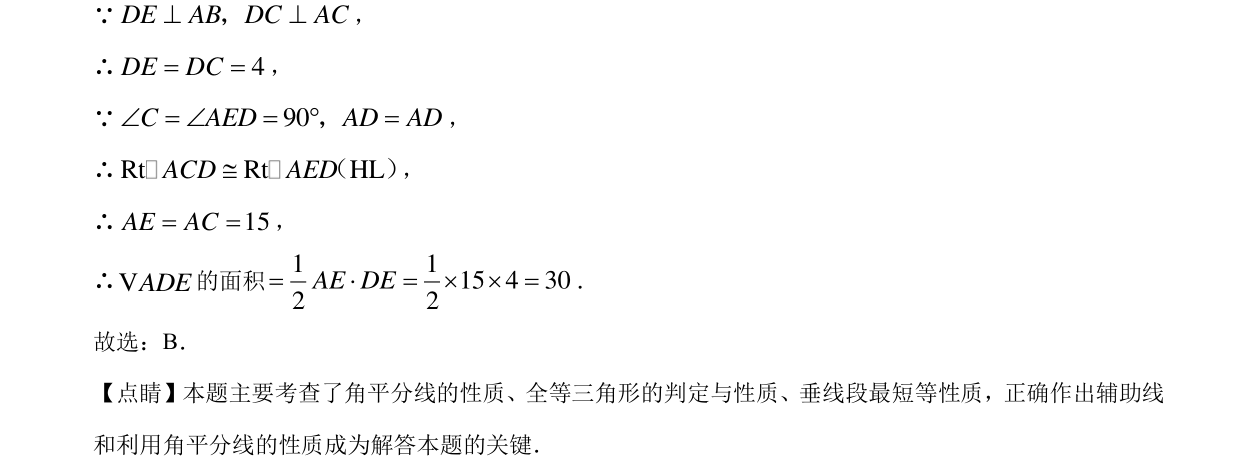 ∵ DE ⊥ AB, DC ⊥ AC,
∴ DE = DC = 4,
∵ ∠C = ∠AED = 90°, AD = AD,
∴ Rt□ACD ≅ Rt□AED(HL),
∴ AE = AC = 15,
∴ VADE 的面积 = 1/2 AE · DE = 1/2 × 15 × 4 = 30.
故选：B.
【点睛】本题主要考查了角平分线的性质、全等三角形的判定与性质、垂线段最短等性质，正确作出辅助线
和利用角平分线的性质成为解答本题的关键.